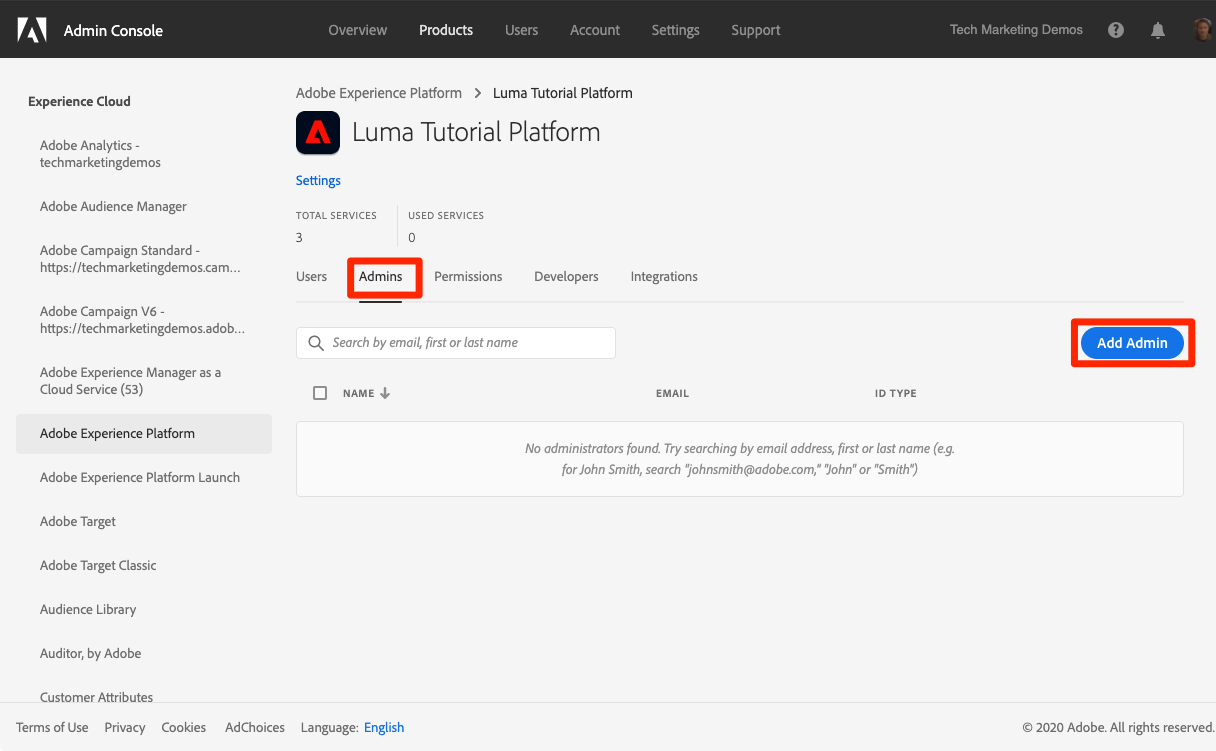 Admin Console
Overview Products Users Account Settings Support
Tech Marketing Demos
Experience Cloud
Adobe Analytics -
techmarketingdemos
Adobe Audience Manager
Adobe Campaign Standard -
https://techmarketingdemos.cam...
Adobe Campaign V6 -
https://techmarketingdemos.adob...
Adobe Experience Manager as a
Cloud Service (53)
Adobe Experience Platform
Adobe Experience Platform Launch
Adobe Target
Adobe Target Classic
Audience Library
Auditor, by Adobe
Customer Attributes
Adobe Experience Platform > Luma Tutorial Platform
Luma Tutorial Platform
Settings
TOTAL SERVICES USED SERVICES
3 0
Users Admins Permissions Developers Integrations
Search by email, first or last name
Add Admin
NAME EMAIL ID TYPE
No administrators found. Try searching by email address, first or last name (e.g.
for John Smith, search "johnsmith@adobe.com," "John" or "Smith")
Terms of Use Privacy Cookies AdChoices Language: English
© 2020 Adobe. All rights reserved.